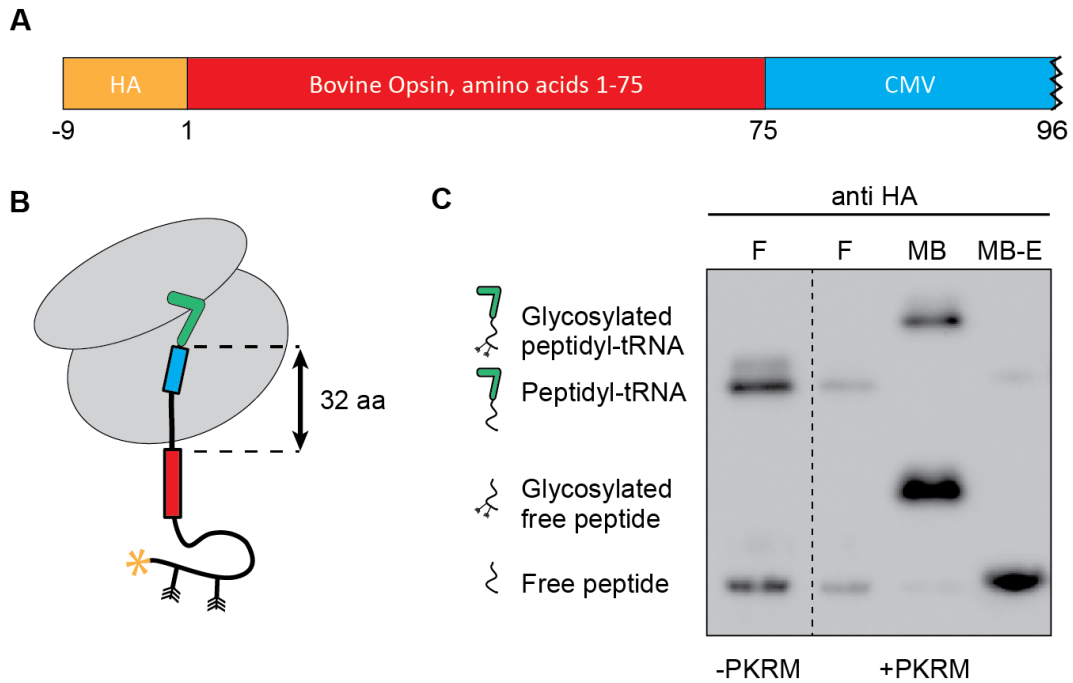 A
HA
Bovine Opsin, amino acids 1-75
CMV
-9
1
75
96
B
32 aa
C
anti HA
F
F
MB
MB-E
Glycosylated
peptidyl-tRNA
Peptidyl-tRNA
Glycosylated
free peptide
Free peptide
-PKRM
+PKRM